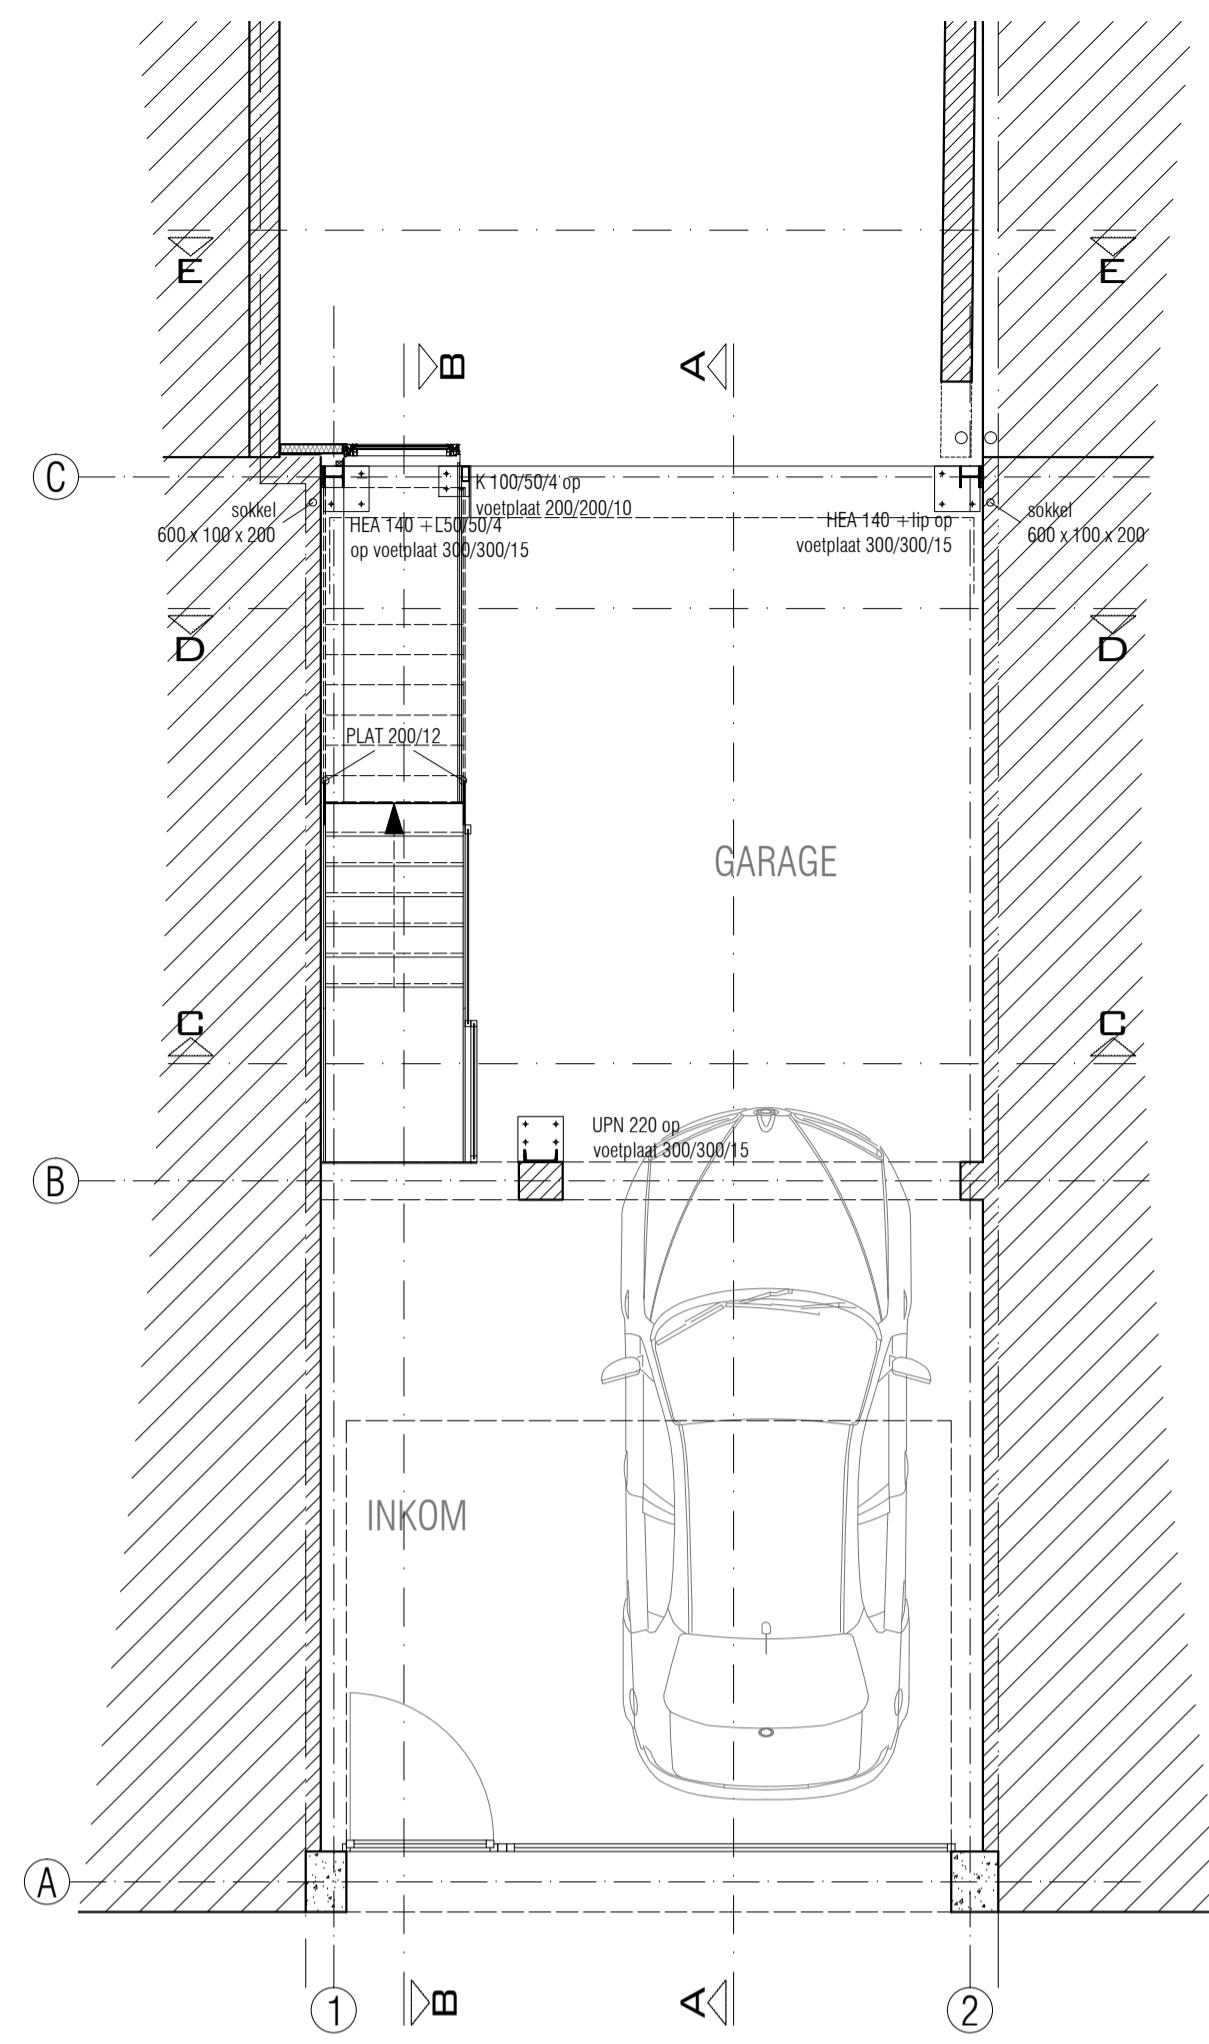 E
E
B
A
C
K 100/50/4 op
voetplaat 200/200/10
sokkel
600 x 100 x 200
HEA 140 +L50/50/4
op voetplaat 300/300/15
HEA 140 +lip op
voetplaat 300/300/15
sokkel
600 x 100 x 200
D
D
PLAT 200/12
GARAGE
C
C
UPN 220 op
voetplaat 300/300/15
B
INKOM
A
1
B
A
2